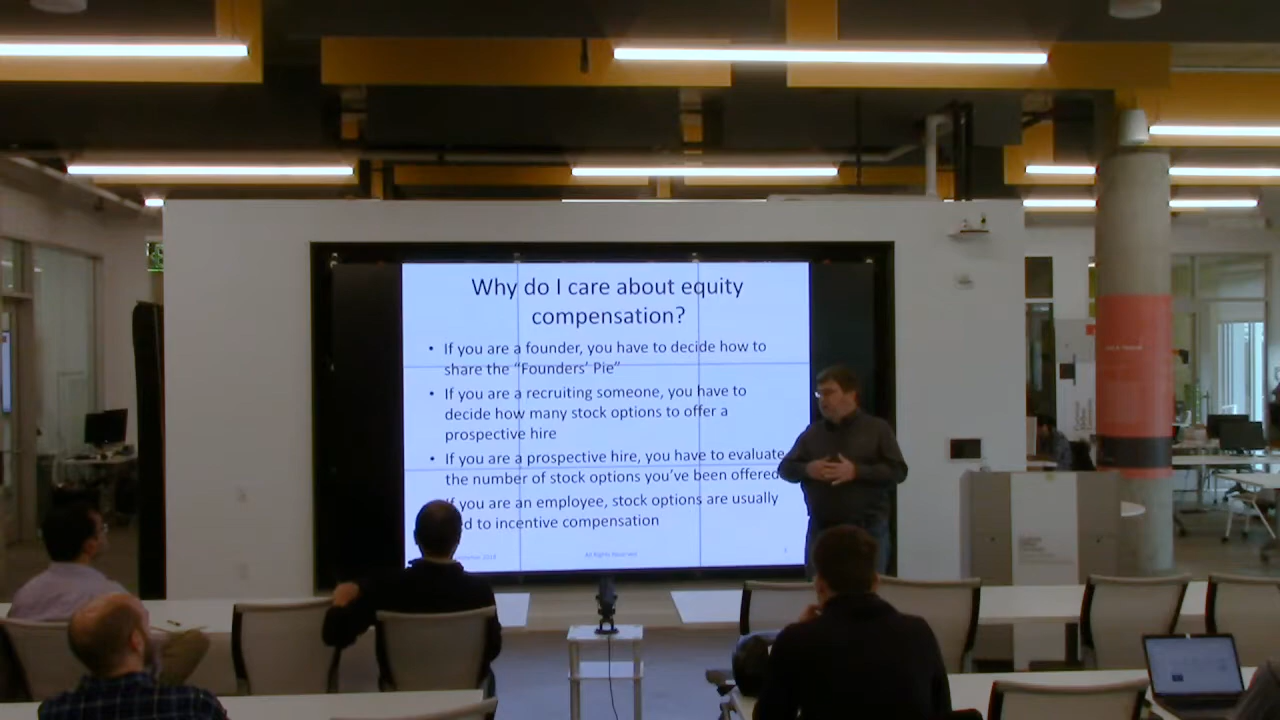 Why do I care about equity
compensation?
• If you are a founder, you have to decide how to
share the "Founders' Pie"
• If you are a recruiting someone, you have to
decide how many stock options to offer a
prospective hire
• If you are a prospective hire, you have to evaluate
the number of stock options you've been offered
you are an employee, stock options are usually
to incentive compensation
2018
All Rights Reserved